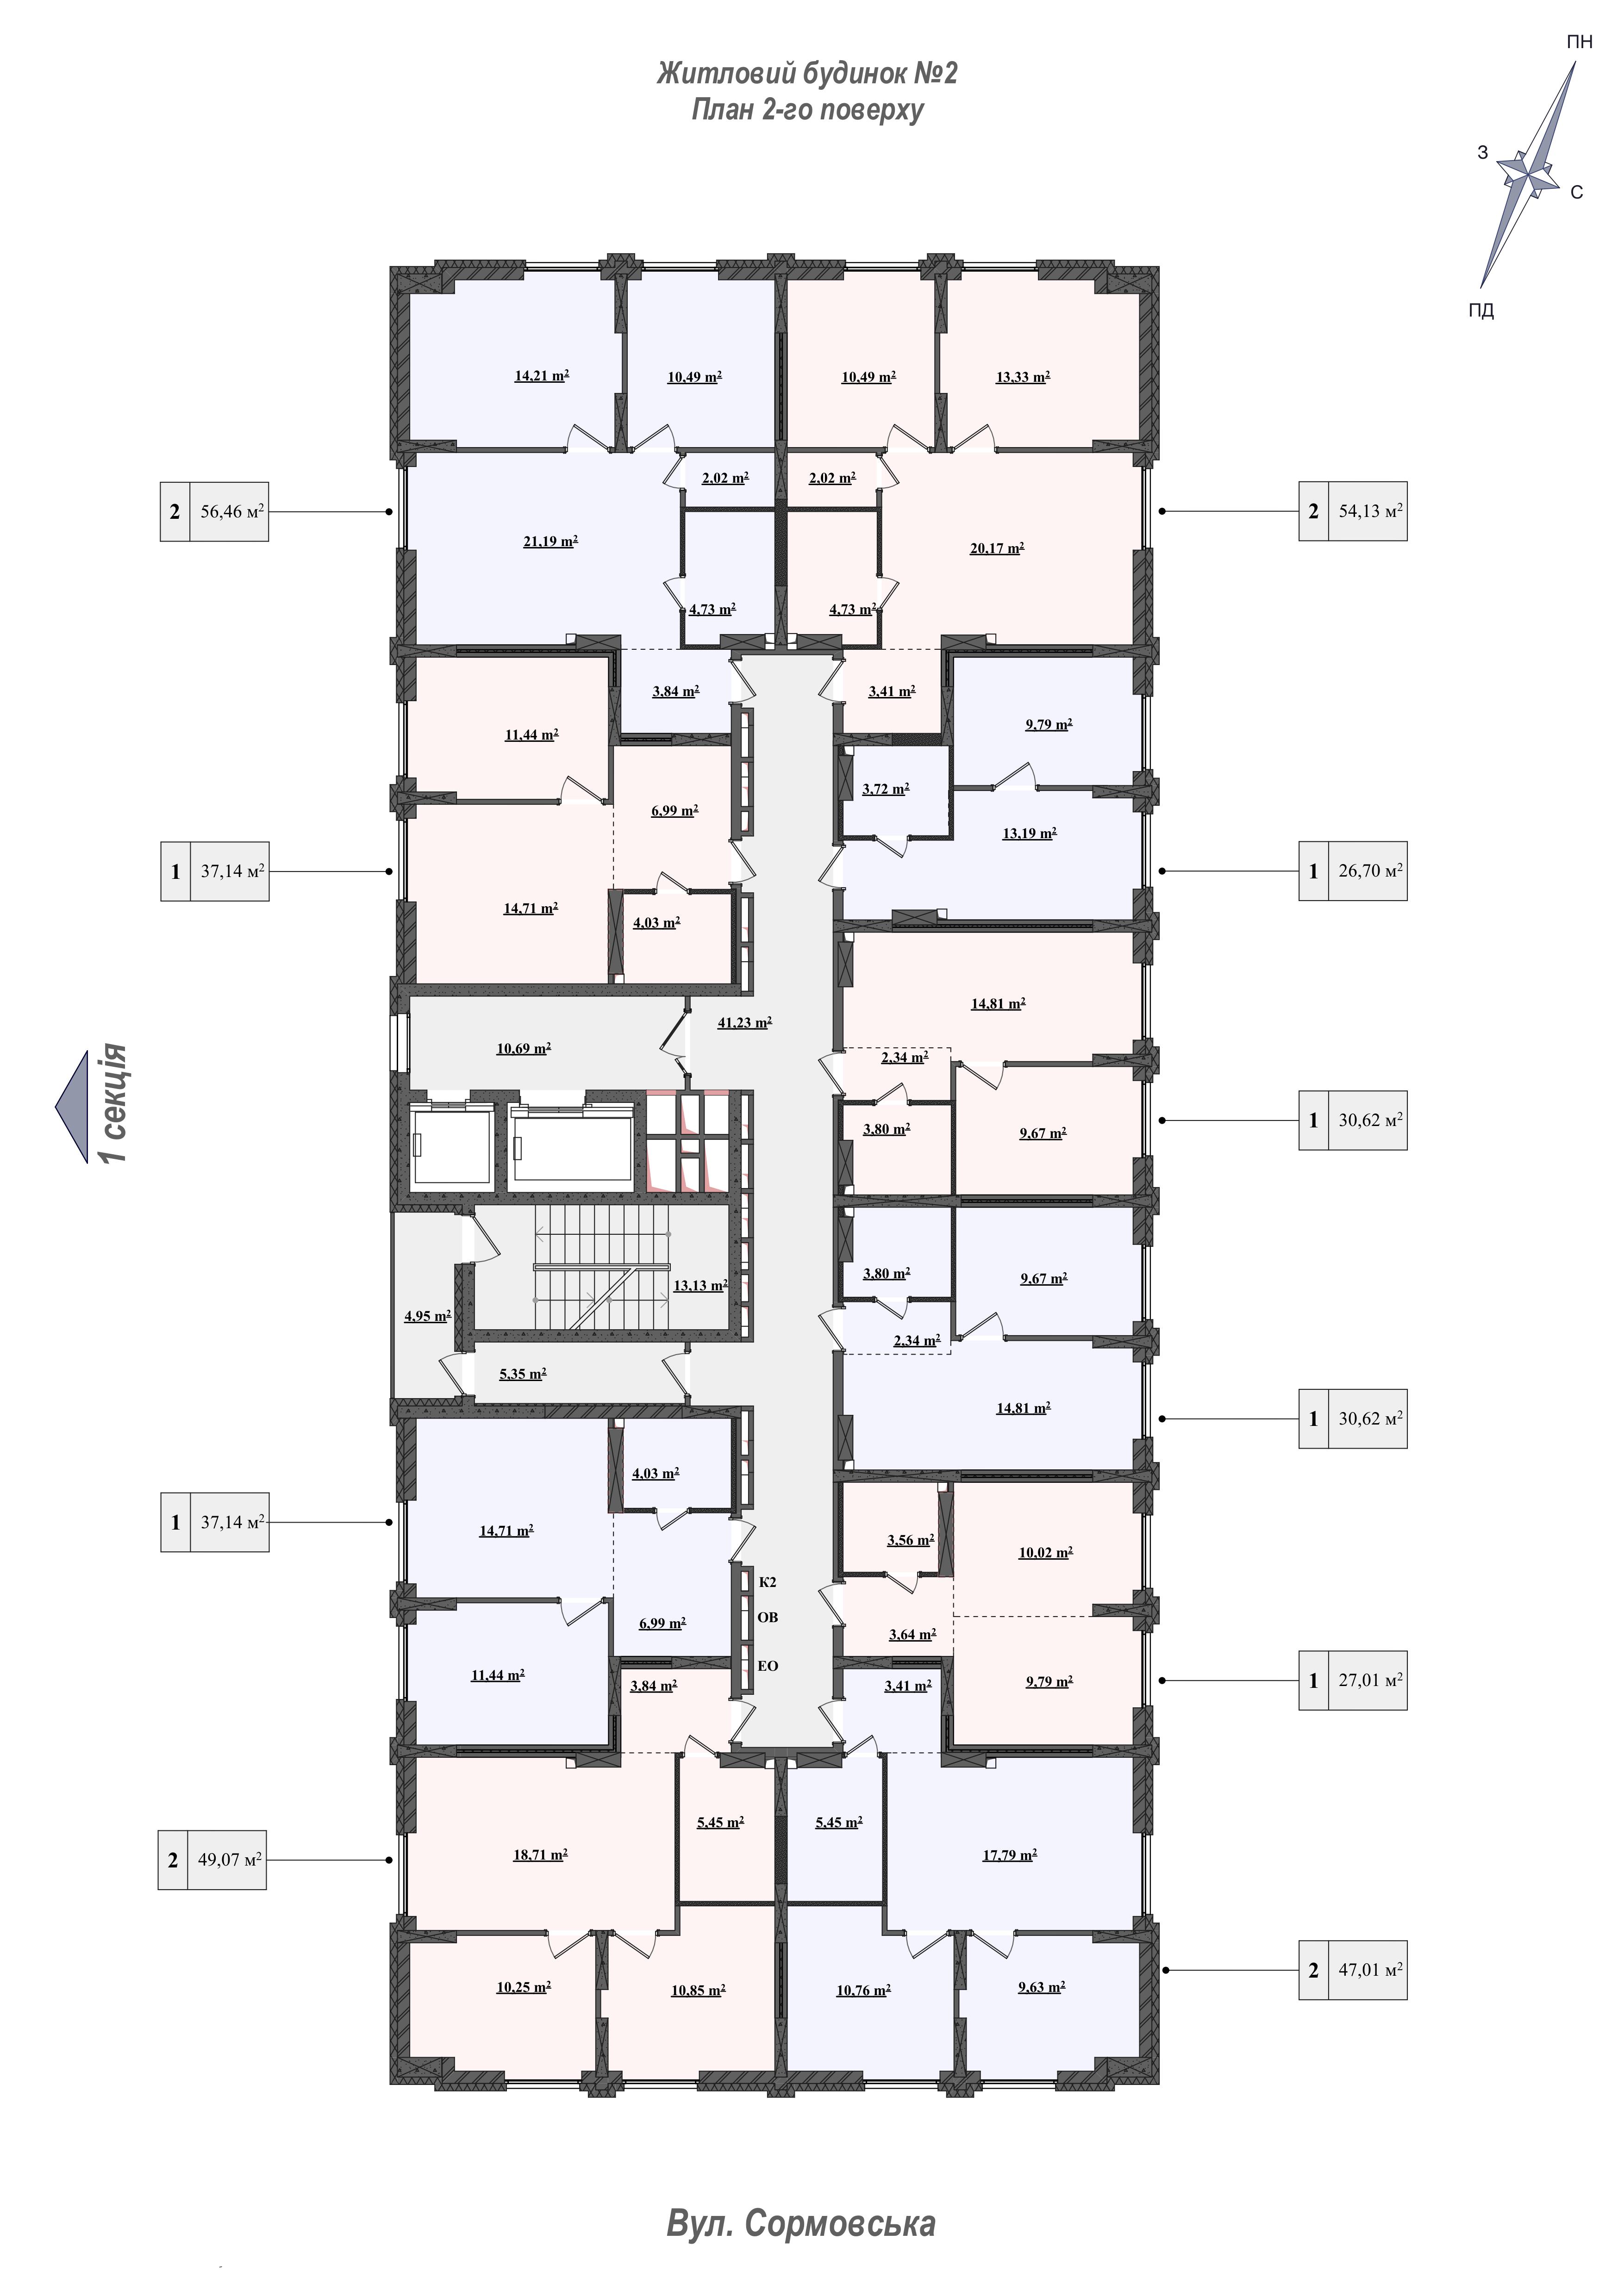 ПН
Житловий будинок №2
План 2-го поверху
З
С
ПД
14,21 m²
10,49 m²
10,49 m²
13,33 m²
2,02 m²
2,02 m²
2 56,46 м²
2 54,13 м²
21,19 m²
20,17 m²
4,73 m²
4,73 m²
3,84 m²
3,41 m²
11,44 m²
9,79 m²
3,72 m²
6,99 m²
13,19 m²
1 37,14 м²
1 26,70 м²
14,71 m²
4,03 m²
14,81 m²
41,23 m²
10,69 m²
2,34 m²
1 секція
3,80 m²
9,67 m²
1 30,62 м²
3,80 m²
9,67 m²
13,13 m²
4,95 m²
2,34 m²
5,35 m²
14,81 m²
1 30,62 м²
4,03 m²
14,71 m²
1 37,14 м²
3,56 m²
10,02 m²
К2
ОВ
6,99 m²
3,64 m²
ЕО
11,44 m²
3,84 m²
3,41 m²
9,79 m²
1 27,01 м²
5,45 m²
5,45 m²
18,71 m²
17,79 m²
2 49,07 м²
2 47,01 м²
10,25 m²
10,85 m²
10,76 m²
9,63 m²
Вул. Сормовська